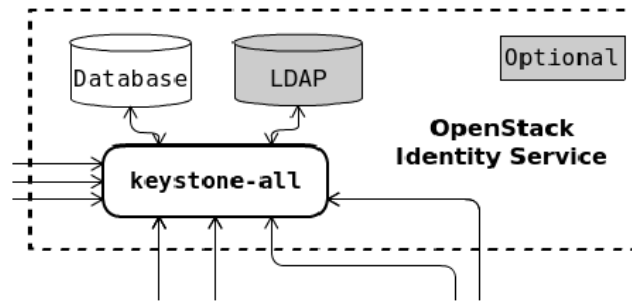 Database
LDAP
Optional
OpenStack
Identity Service
keystone-all